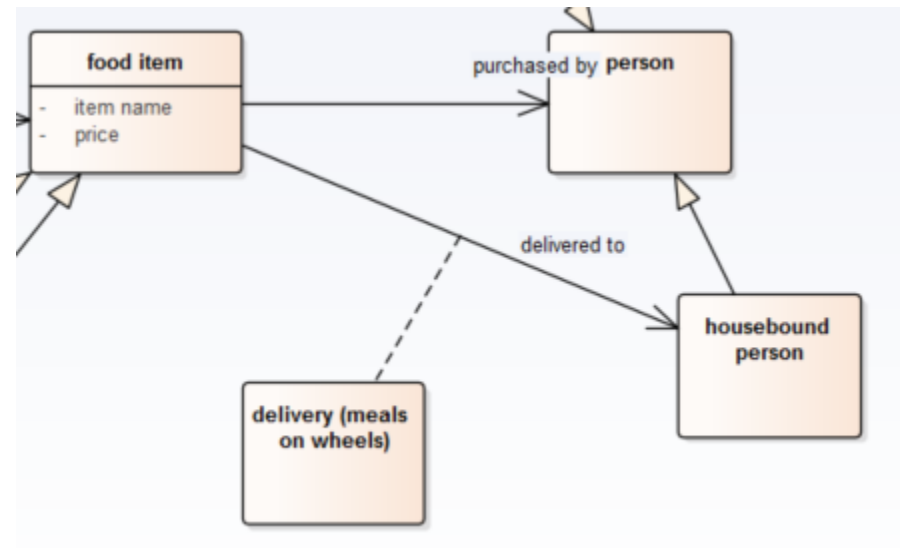 food item
- item name
- price
purchased by
person
delivered to
housebound
person
delivery (meals
on wheels)